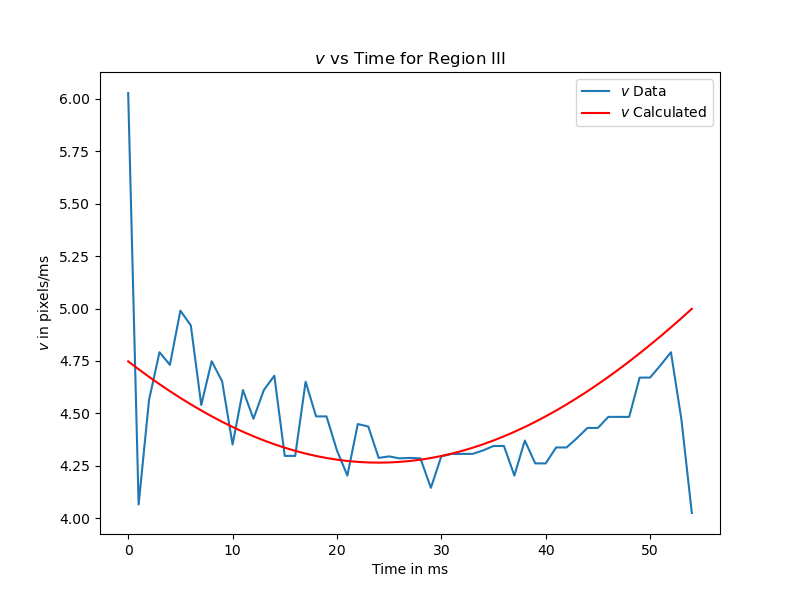 v vs Time for Region III
v Data
v Calculated
6.00
5.75
5.50
5.25
5.00
4.75
4.50
4.25
4.00
v in pixels/ms
0 10 20 30 40 50
Time in ms